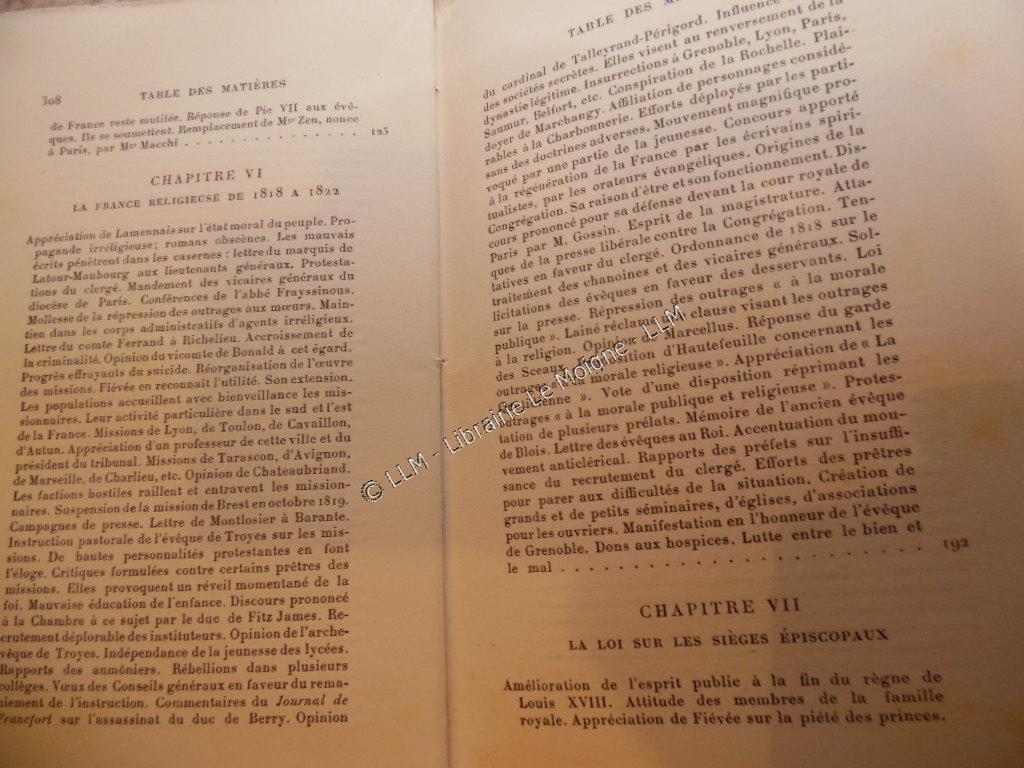 308 TABLE DES MATIÈRES
de France reste mutilée. Réponse de Pie VII aux évê-
ques. Ils se soumettent. Remplacement de Mgr Zen, nonce
à Paris, par Mgr Macchi . . . . . . . . . . . . 125
CHAPITRE VI
LA FRANCE RELIGIEUSE DE 1818 A 1822
Appréciation de Lamennais sur l'état moral du peuple. Pro-
pagande irréligieuse; romans obscènes. Les mauvais
écrits pénètrent dans les casernes : lettre du marquis de
Latour-Maubourg aux lieutenants généraux. Protesta-
tions du clergé. Mandement des vicaires généraux du
diocèse de Paris. Conférences de l'abbé Frayssinous.
Mollesse de la répression des outrages aux mœurs. Main-
tien dans les corps administratifs d'agents irréligieux.
Lettre du comte Ferrand à Richelieu. Accroissement de
la criminalité. Opinion du vicomte de Bonald à cet égard.
Progrès effrayants du suicide. Réorganisation de l'œuvre
des missions. Fiévée en reconnaît l'utilité. Son extension.
Les populations accueillent avec bienveillance les mis-
sionnaires. Leur activité particulière dans le sud et l'est
de la France. Missions de Lyon, de Toulon, de Cavaillon,
d'Autun. Appréciation d'un professeur de cette ville et du
président du tribunal. Missions de Tarascon, d'Avignon,
de Marseille, de Charlieu, etc. Opinion de Chateaubriand.
Les factions hostiles raillent et entravent les mission-
naires. Suspension de la mission de Brest en octobre 1819.
Campagnes de presse. Lettre de Montlosier à Barante.
Instruction pastorale de l'évêque de Troyes sur les mis-
sions. De hautes personnalités protestantes en font
l'éloge. Critiques formulées contre certains prêtres des
missions. Elles provoquent un réveil momentané de la
foi. Mauvaise éducation de l'enfance. Discours prononcé
à la Chambre à ce sujet par le duc de Fitz James. Re-
crutement déplorable des instituteurs. Opinion de l'arche-
vêque de Troyes. Indépendance de la jeunesse des lycées.
Rapports des aumôniers. Rébellions dans plusieurs
collèges. Vœux des Conseils généraux en faveur du rema-
niement de l'instruction. Commentaires du Journal de
Francfort sur l'assassinat du duc de Berry. Opinion
TABLE DES
du cardinal de Talleyrand-Périgord. Influence
des sociétés secrètes. Elles visent au renversement de la
dynastie légitime. Insurrections à Grenoble, Lyon, Paris,
Saumur, Belfort, etc. Conspiration de la Rochelle. Plai-
doyer de Marchangy. Affiliation de personnages considé-
rables à la Charbonnerie. Efforts déployés par les parti-
sans des doctrines adverses. Mouvement magnifique pro-
voqué par une partie de la jeunesse. Concours apporté
à la régénération de la France par les écrivains spiri-
tualistes, par les orateurs évangéliques. Origines de la
Congrégation. Sa raison d'être et son fonctionnement. Dis-
cours prononcé pour sa défense devant la cour royale de
Paris par M. Gossin. Esprit de la magistrature. Atta-
ques de la presse libérale contre la Congrégation. Ten-
tatives en faveur du clergé. Ordonnance de 1818 sur le
traitement des chanoines et des vicaires généraux. Sol-
licitations des évêques en faveur des desservants. Loi
sur la presse. Répression des outrages « à la morale
publique ». Lainé réclame une clause visant les outrages
à la religion. Opinion de Marcellus. Réponse du garde
des Sceaux. Proposition d'Hautefeuille concernant les
outrages « à la morale religieuse ». Appréciation de « La
». Vote d'une disposition réprimant les
outrages « à la morale publique et religieuse ». Protes-
tation de plusieurs prélats. Mémoire de l'ancien évêque
de Blois. Lettre des évêques au Roi. Accentuation du mou-
vement anticlérical. Rapports des préfets sur l'insuffi-
sance du recrutement du clergé. Efforts des prêtres
pour parer aux difficultés de la situation. Création de
grands et de petits séminaires, d'églises, d'associations
pour les ouvriers. Manifestation en l'honneur de l'évêque
de Grenoble. Dons aux hospices. Lutte entre le bien et
le mal . . . . . . . . . . . . . . . . . . . . 192
CHAPITRE VII
LA LOI SUR LES SIÈGES ÉPISCOPAUX
Amélioration de l'esprit public à la fin du règne de
Louis XVIII. Attitude des membres de la famille
royale. Appréciation de Fiévée sur la piété des princes.
© LLM - Librairie Le Moigne - LLM